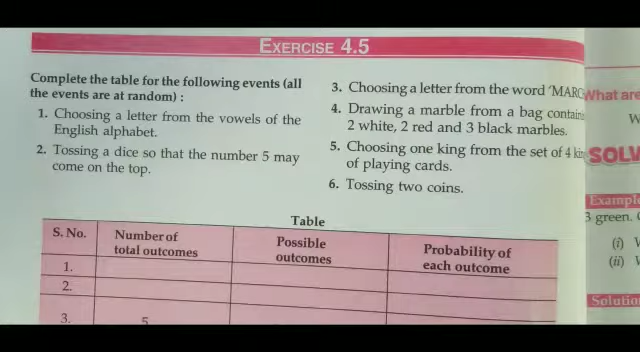 EXERCISE 4.5
Complete the table for the following events (all
the events are at random) :
1. Choosing a letter from the vowels of the
English alphabet.
2. Tossing a dice so that the number 5 may
come on the top.
3. Choosing a letter from the word 'MARC
4. Drawing a marble from a bag contain
2 white, 2 red and 3 black marbles.
5. Choosing one king from the set of 4 kin
of playing cards.
6. Tossing two coins.
Table
S. No.
Number of
total outcomes
Possible
outcomes
Probability of
each outcome
1.
2.
3.
5
What are
W
SOLV
Example
3 green.
(i)
(ii)
Solution